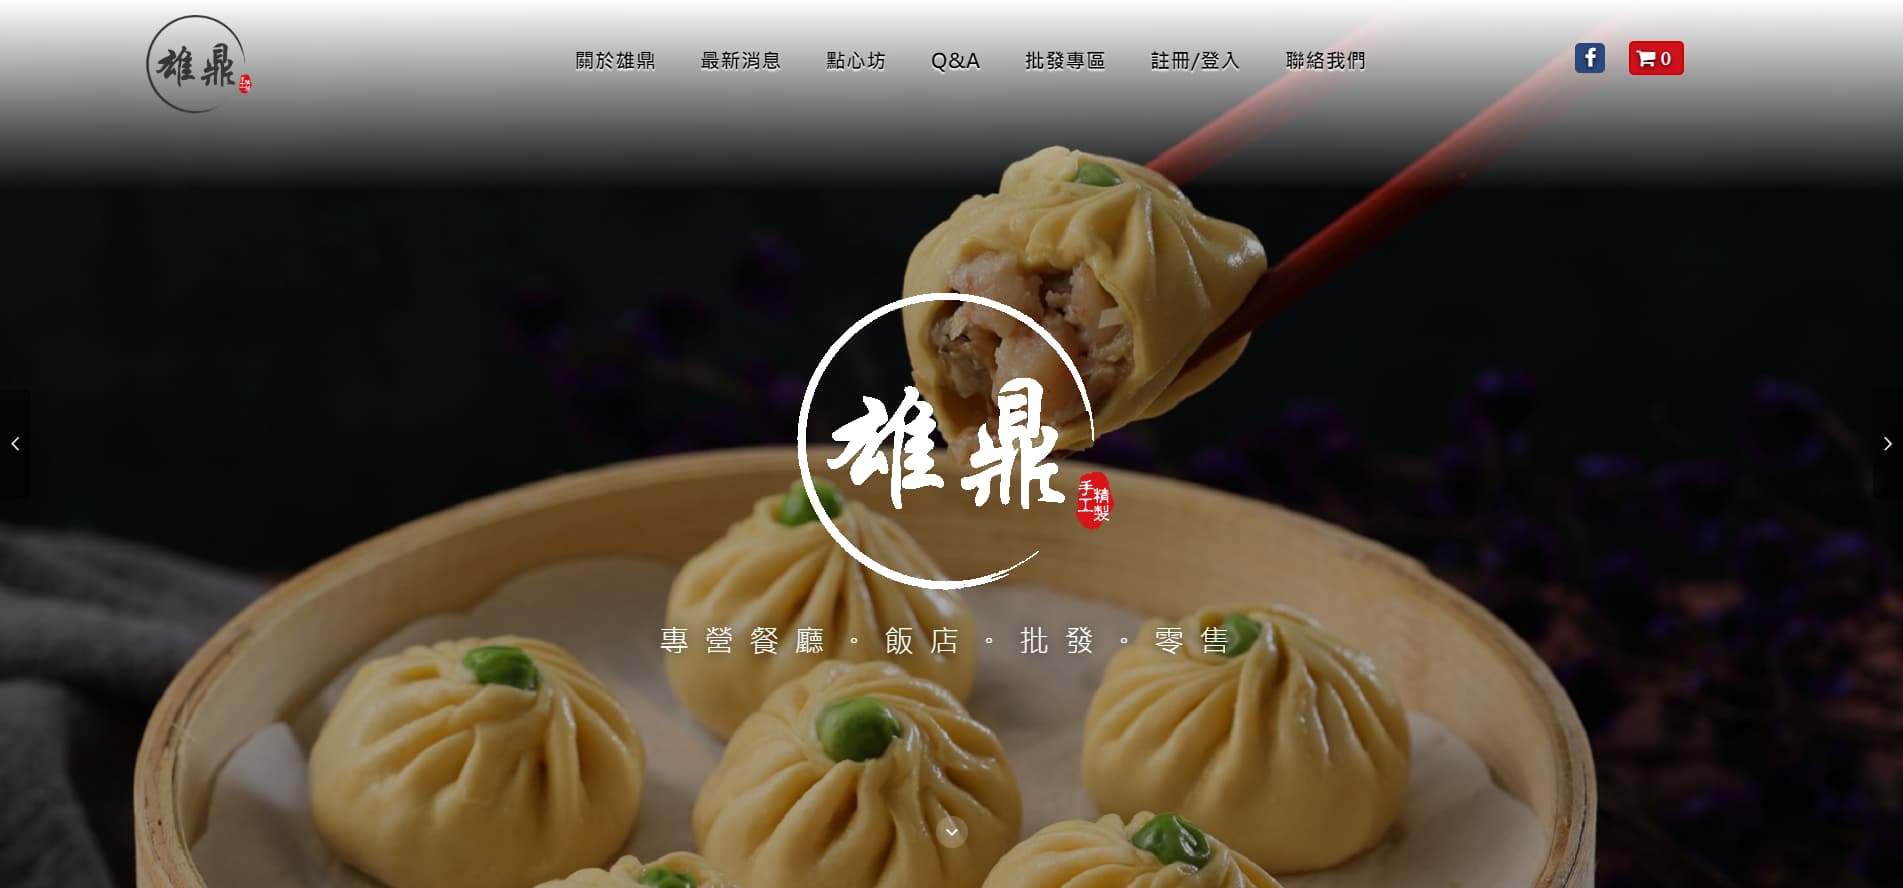 雄鼎
手工精製
關於雄鼎
最新消息
點心坊
Q&A
批發專區
註冊/登入
聯絡我們
f
0
雄鼎
手工精製
專營餐廳。飯店。批發。零售